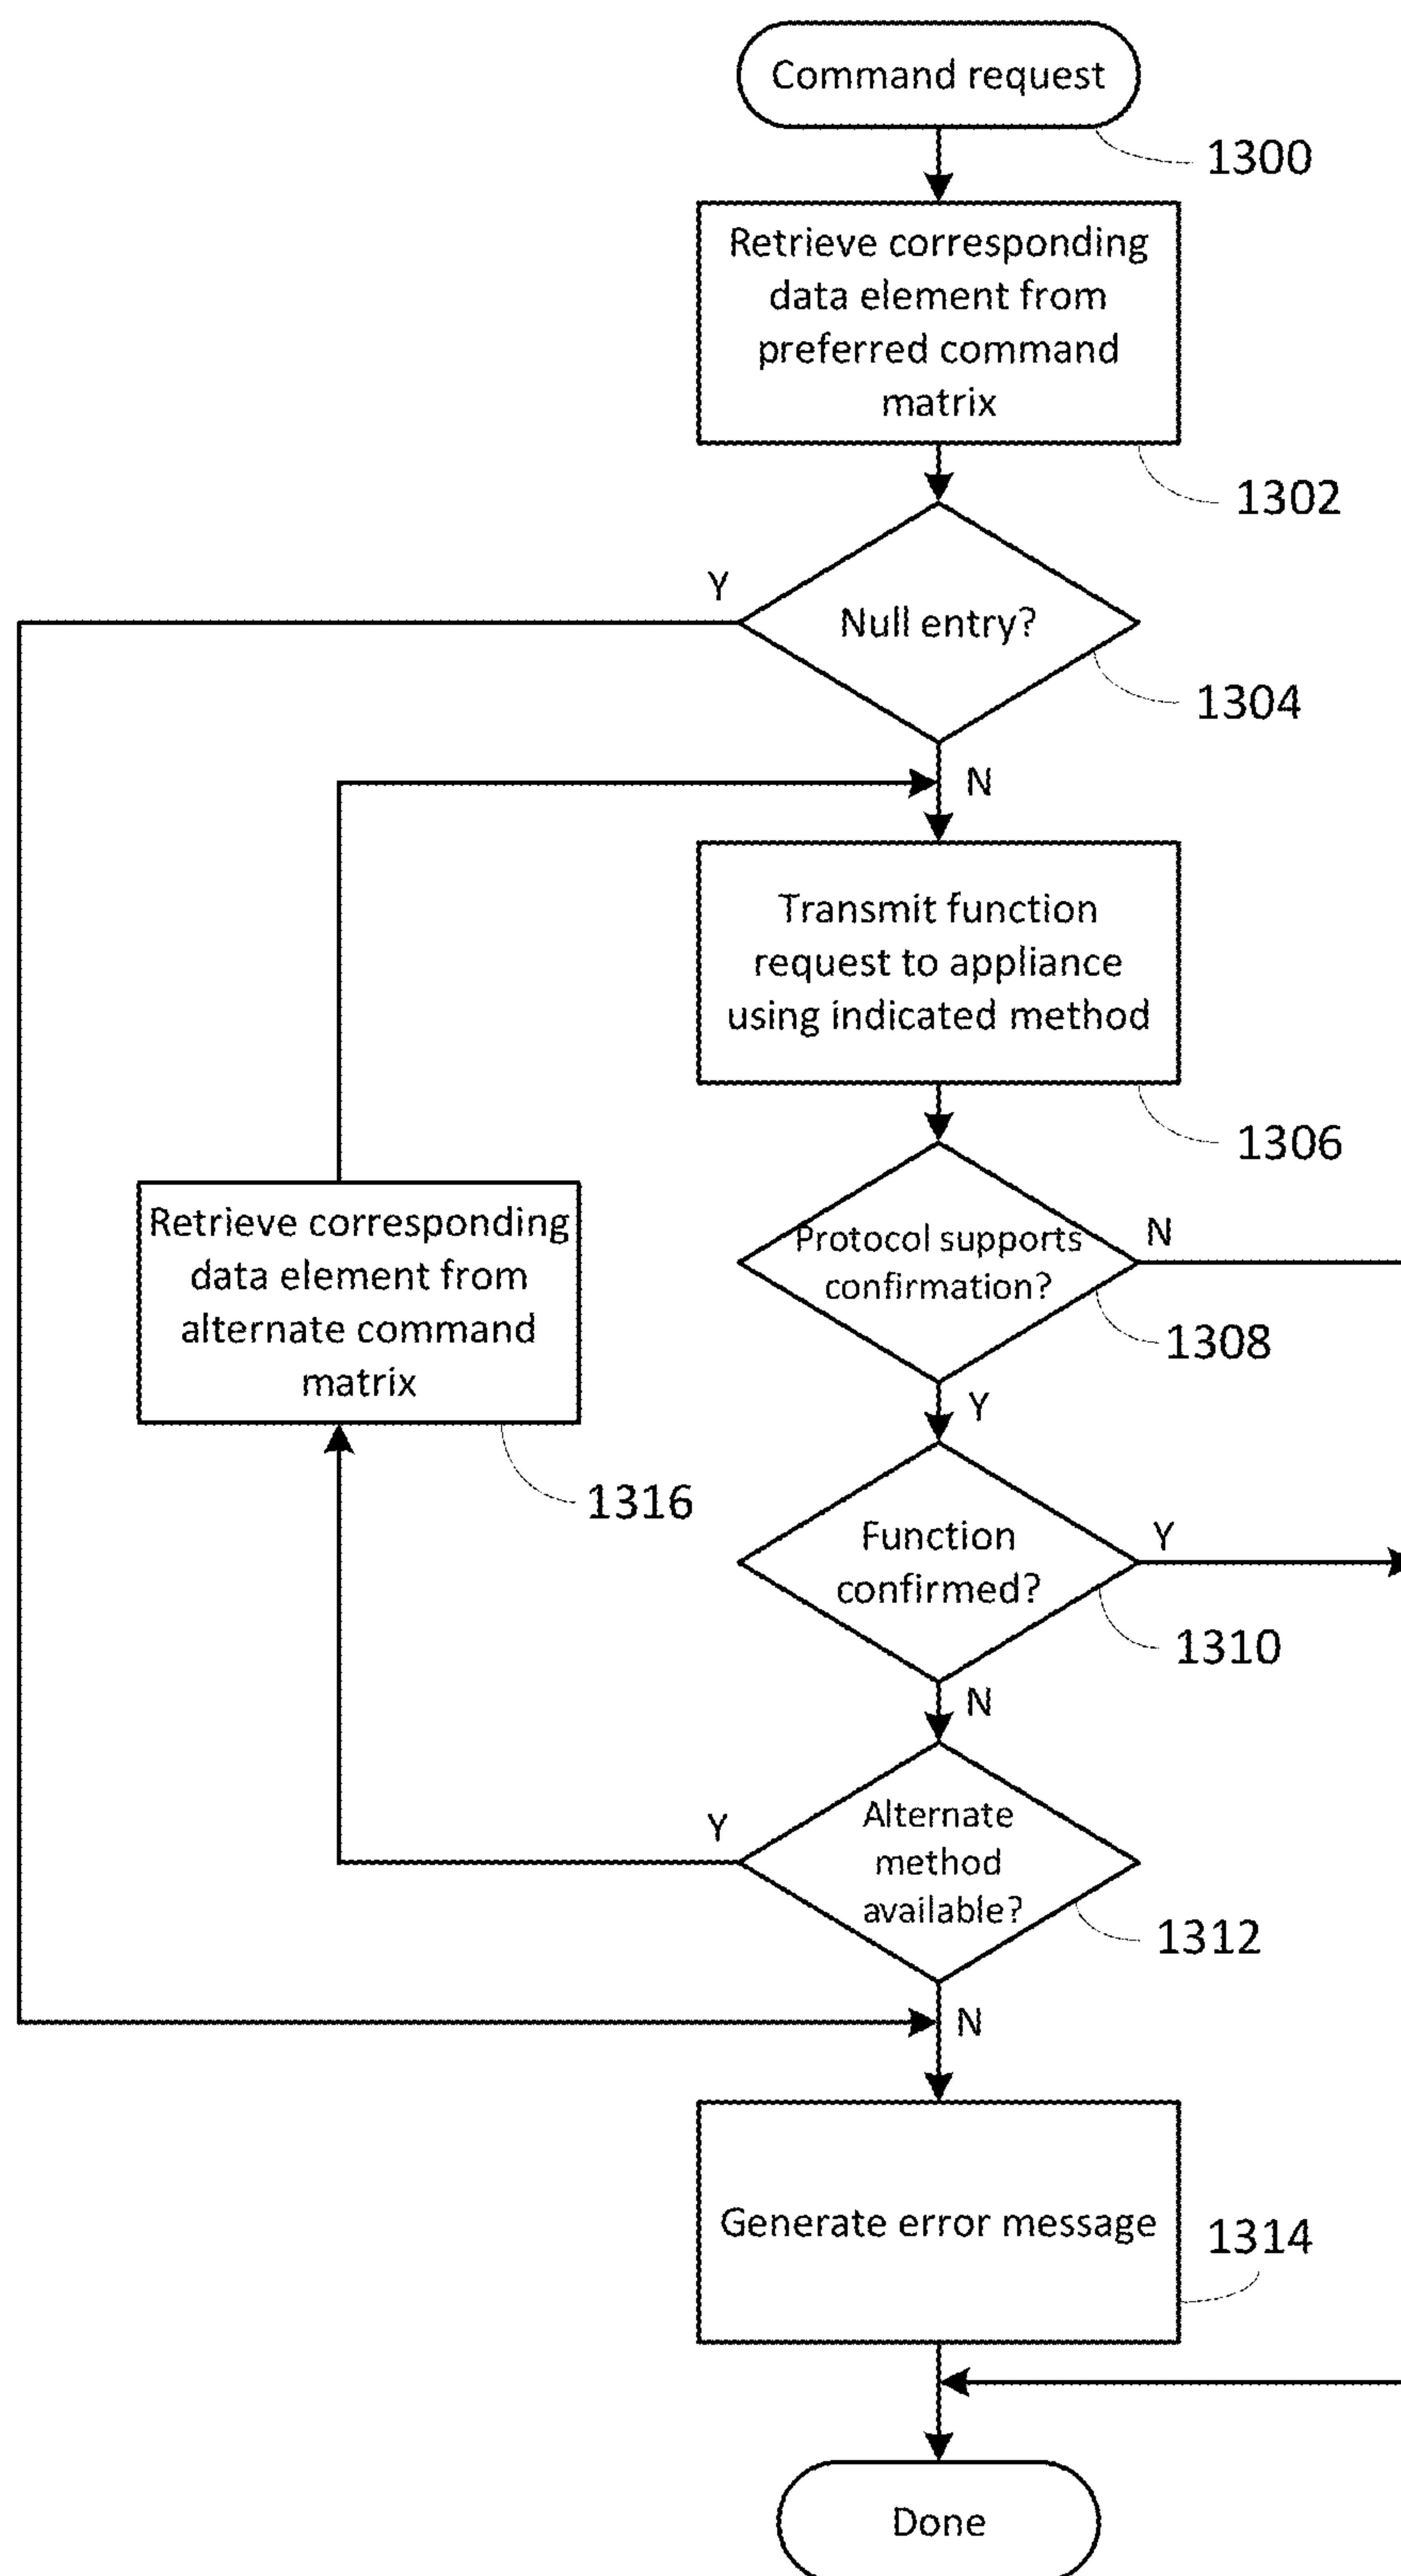 Command request
1300
Retrieve corresponding
data element from
preferred command
matrix
1302
Y
Null entry?
1304
N
Transmit function
request to appliance
using indicated method
1306
Protocol supports
confirmation?
N
1308
Y
Retrieve corresponding
data element from
alternate command
matrix
1316
Function
confirmed?
Y
1310
N
Y
Alternate
method
available?
1312
N
Generate error message
1314
Done